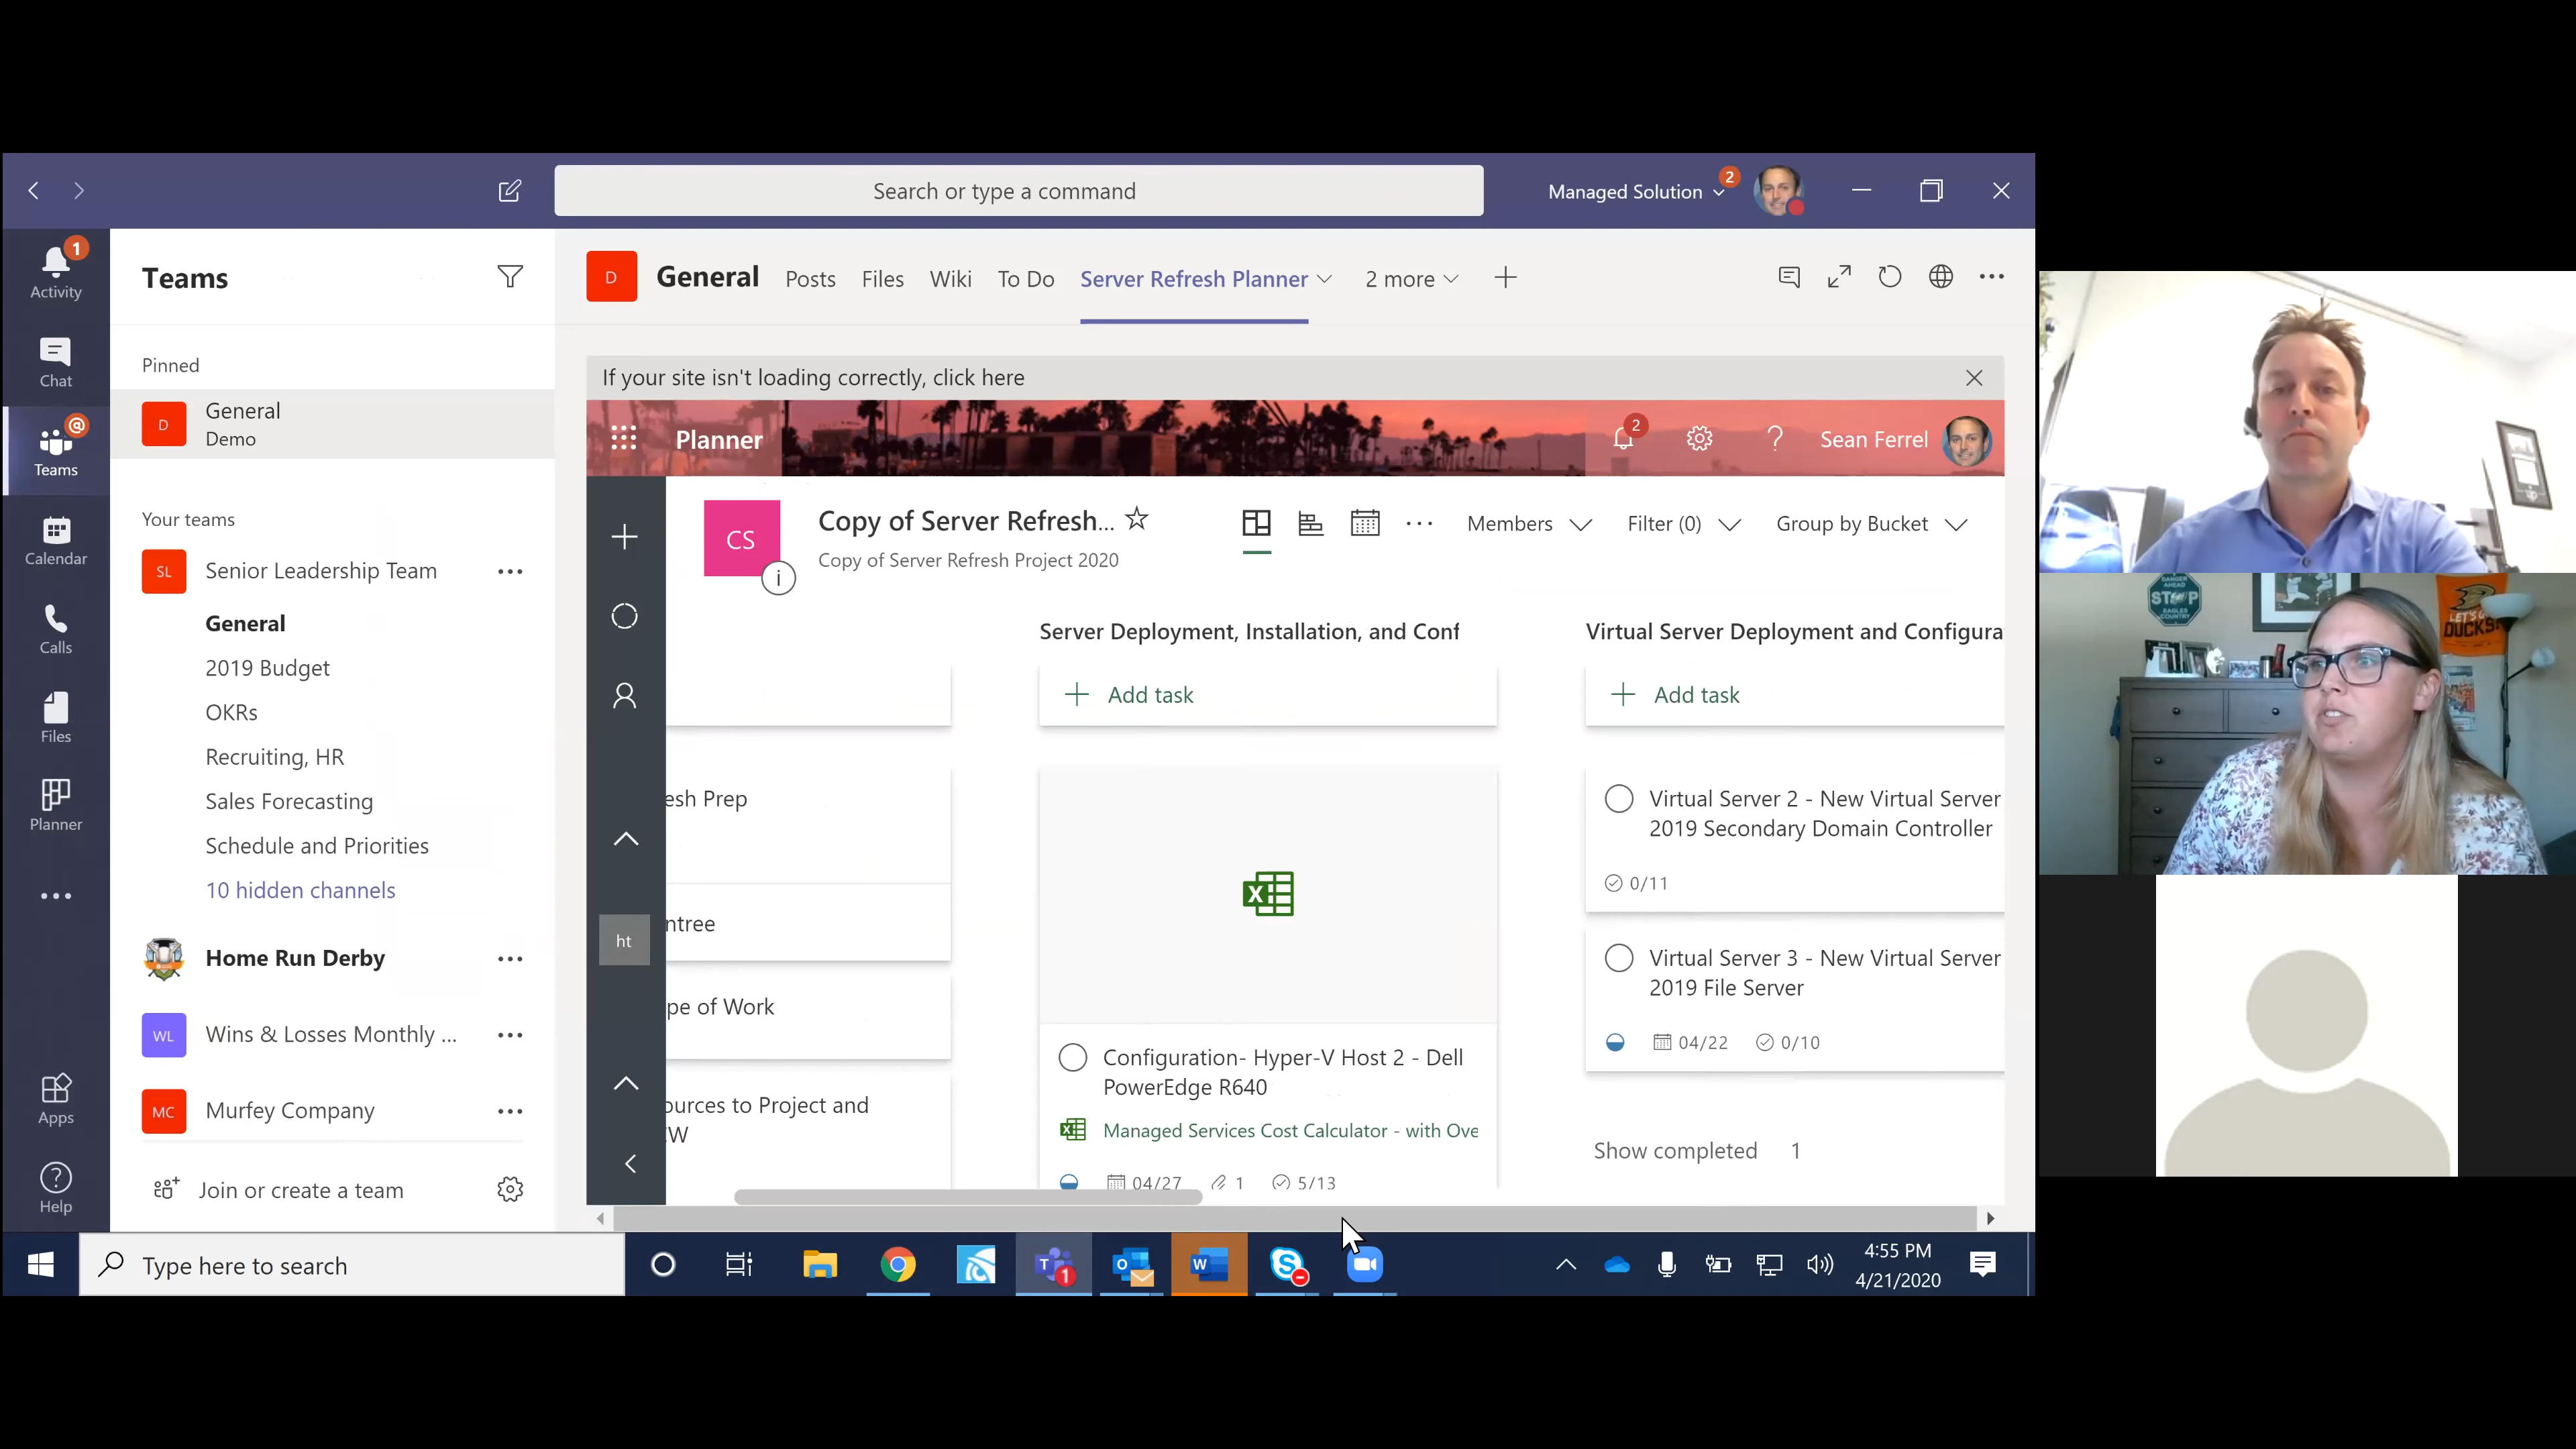 Search or type a command
Managed Solution
2
1
Activity
Chat
@
Teams
Calendar
Calls
Files
Planner
Apps
Help
Teams
Pinned
D
General
Demo
Your teams
SL
Senior Leadership Team
General
2019 Budget
OKRs
Recruiting, HR
Sales Forecasting
Schedule and Priorities
10 hidden channels
Home Run Derby
WL
Wins & Losses Monthly ...
MC
Murfey Company
Join or create a team
D
General
Posts
Files
Wiki
To Do
Server Refresh Planner
2 more
If your site isn't loading correctly, click here
Planner
2
Sean Ferrel
CS
Copy of Server Refresh...
Copy of Server Refresh Project 2020
Members
Filter (0)
Group by Bucket
ht
esh Prep
ntree
pe of Work
ources to Project and
W
Server Deployment, Installation, and Conf
Add task
Configuration- Hyper-V Host 2 - Dell
PowerEdge R640
Managed Services Cost Calculator - with Ove
04/27
1
5/13
Virtual Server Deployment and Configura
Add task
Virtual Server 2 - New Virtual Server
2019 Secondary Domain Controller
0/11
Virtual Server 3 - New Virtual Server
2019 File Server
04/22
0/10
Show completed 1
DANGER
AHEAD
STOP
EAGLES
COUNTRY
LET'S GO
DUCKS
Type here to search
4:55 PM
4/21/2020